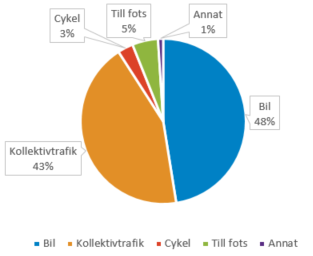 Annat
1%
Till fots
5%
Cykel
3%
Bil
48%
Kollektivtrafik
43%
Bil Kollektivtrafik Cykel Till fots Annat